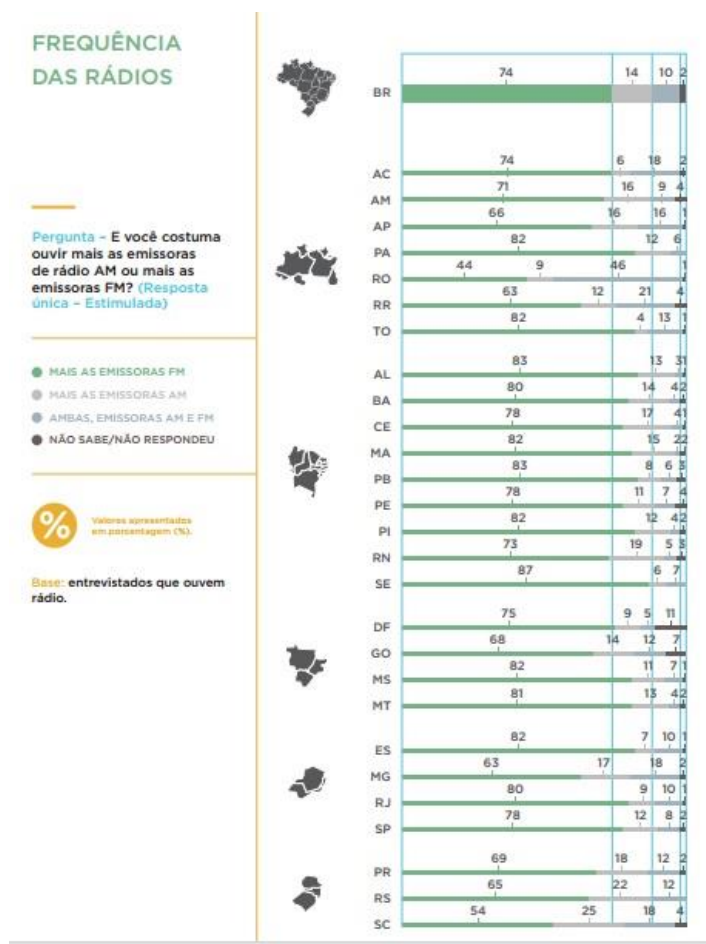 FREQUÊNCIA
DAS RÁDIOS
Pergunta – E você costuma
ouvir mais as emissoras
de rádio AM ou mais as
emissoras FM? (Resposta
única – Estimulada)
MAIS AS EMISSORAS FM
MAIS AS EMISSORAS AM
AMBAS, EMISSORAS AM E FM
NÃO SABE/NÃO RESPONDEU
%
Valores apresentados
em porcentagem (%).
Base: entrevistados que ouvem
rádio.
74 14 10 2
BR
74 6 18 2
AC
71 16 9 4
AM
66 16 16 1
AP
82 12 6
PA
44 9 46 1
RO
63 12 21 4
RR
82 4 13 1
TO
83 13 3 1
AL
80 14 4 2
BA
78 17 4 1
CE
82 15 2 2
MA
83 8 6 3
PB
78 11 7 4
PE
82 12 4 2
PI
73 19 5 3
RN
87 6 7
SE
75 9 5 11
DF
68 14 12 7
GO
82 11 7 1
MS
81 13 4 2
MT
82 7 10 1
ES
63 17 18 2
MG
80 9 10 1
RJ
78 12 8 2
SP
69 18 12 2
PR
65 22 12
RS
54 25 18 4
SC